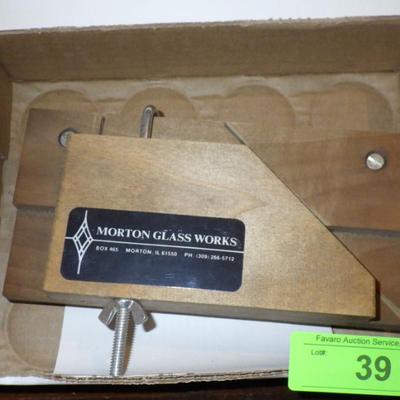 MORTON GLASS WORKS
BOX 465 MORTON, IL 61550 PH: (309) 266-5712
Favaro Auction Service,
Lot#:
39